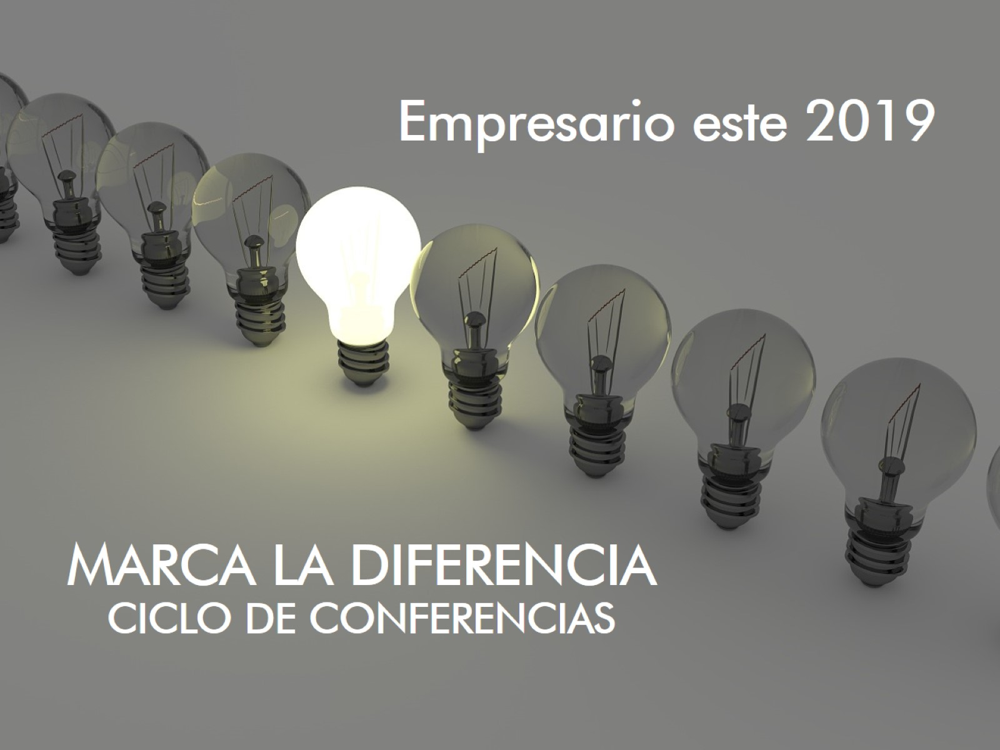 Empresario este 2019
MARCA LA DIFERENCIA
CICLO DE CONFERENCIAS